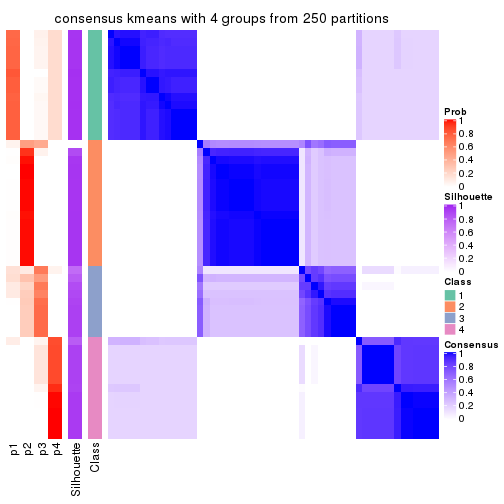 consensus kmeans with 4 groups from 250 partitions
Prob
1
0.8
0.6
0.4
0.2
0
Silhouette
1
0.8
0.6
0.4
0.2
0
Class
1
2
3
4
Consensus
1
0.8
0.6
0.4
0.2
0
p1
p2
p3
p4
Silhouette
Class